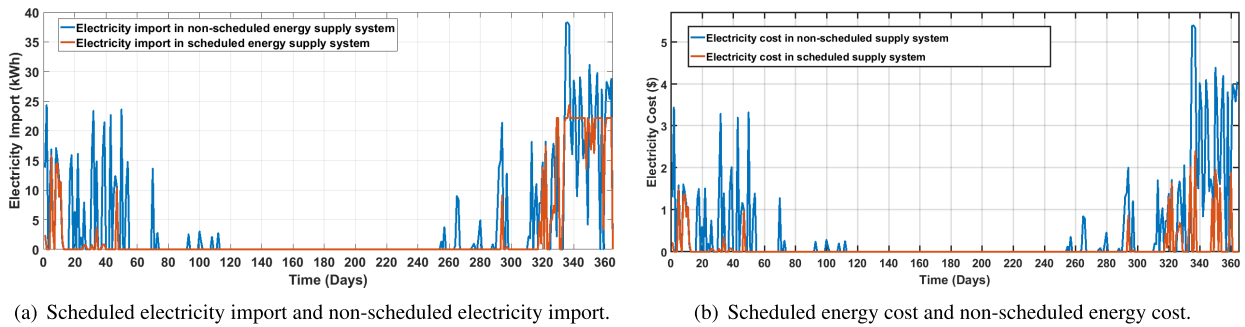 Electricity import in non-scheduled energy supply system
Electricity import in scheduled energy supply system
Electricity Import (kWh)
40
35
30
25
20
15
10
5
0
0 20 40 60 80 100 120 140 160 180 200 220 240 260 280 300 320 340 360
Time (Days)
(a) Scheduled electricity import and non-scheduled electricity import.
Electricity cost in non-scheduled supply system
Electricity cost in scheduled supply system
Electricity Cost ($)
5
4
3
2
1
0
0 20 40 60 80 100 120 140 160 180 200 220 240 260 280 300 320 340 360
Time (Days)
(b) Scheduled energy cost and non-scheduled energy cost.